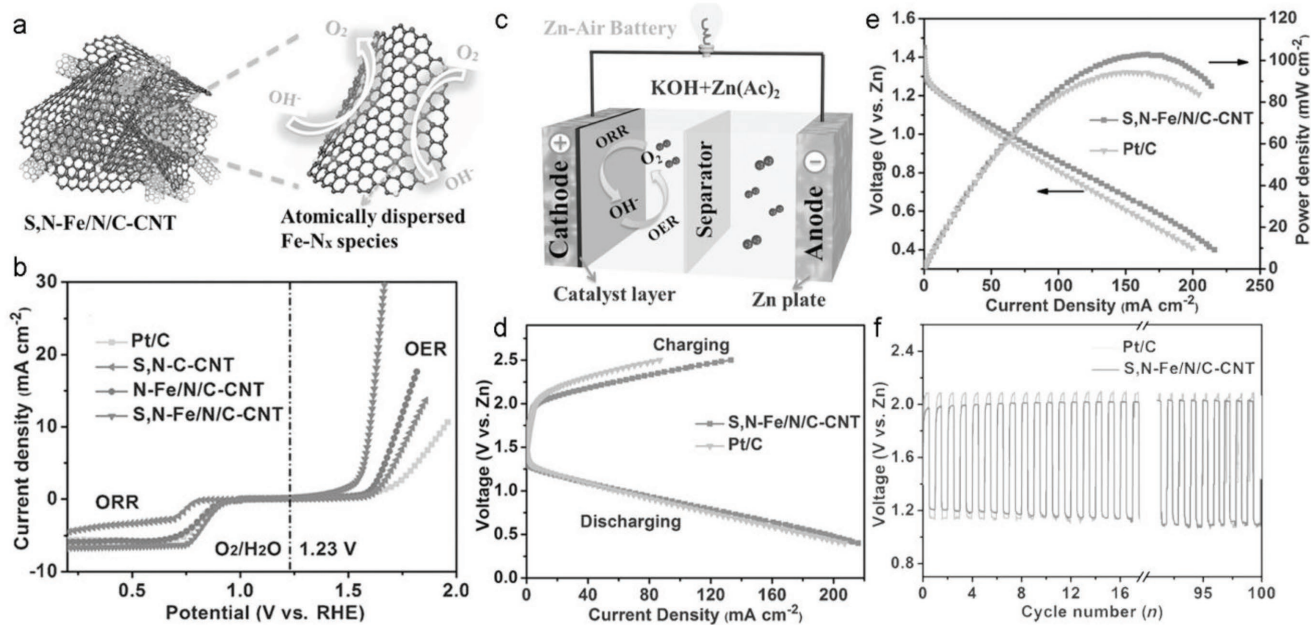 a
O₂
O₂
OH⁻
OH⁻
S,N-Fe/N/C-CNT
Atomically dispersed
Fe-Nx species
b
Current density (mA cm⁻²)
30
20
10
0
-10
Pt/C
S,N-C-CNT
N-Fe/N/C-CNT
S,N-Fe/N/C-CNT
OER
ORR
O₂/H₂O
1.23 V
0.5
1.0
1.5
2.0
Potential (V vs. RHE)
c
Zn-Air Battery
KOH+Zn(Ac)₂
Cathode
ORR
O₂
OH⁻
OER
Separator
Anode
Catalyst layer
Zn plate
d
Voltage (V vs. Zn)
2.5
2.0
1.5
1.0
0.5
0.0
Charging
S,N-Fe/N/C-CNT
Pt/C
Discharging
0
40
80
120
160
200
Current Density (mA cm⁻²)
e
Voltage (V vs. Zn)
1.6
1.4
1.2
1.0
0.8
0.6
0.4
S,N-Fe/N/C-CNT
Pt/C
120
100
80
60
40
20
0
Power density (mW cm⁻²)
0
50
100
150
200
250
Current Density (mA cm⁻²)
f
Voltage (V vs. Zn)
2.4
2.0
1.6
1.2
0.8
Pt/C
S,N-Fe/N/C-CNT
0
4
8
12
16
95
100
Cycle number (n)